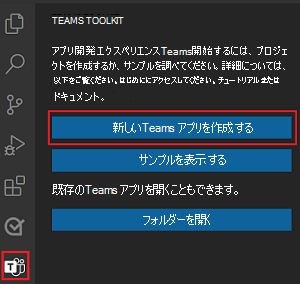 TEAMS TOOLKIT
アプリ開発エクスペリエンスTeams開始するには、プロジェ
クトを作成するか、サンプルを調べてください。詳細については、
以下をご覧ください。はじめににアクセスしてください。チュートリアルまたは
ドキュメント。
新しいTeams アプリを作成する
サンプルを表示する
既存のTeamsアプリを開くこともできます。
フォルダーを開く